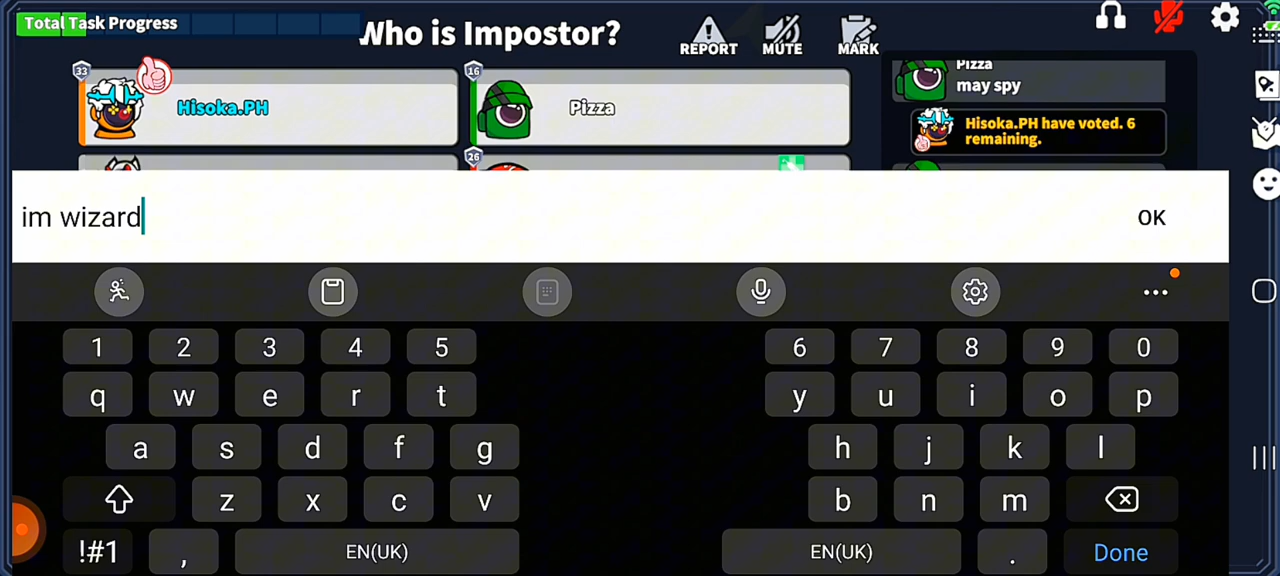 Total Task Progress
Who is Impostor?
REPORT
MUTE
MARK
33
Hisoka.PH
16
Pizza
26
Pizza
may spy
Hisoka.PH have voted. 6
remaining.
im wizard
OK
1 2 3 4 5 6 7 8 9 0
q w e r t y u i o p
a s d f g h j k l
z x c v b n m
!#1 , EN(UK) EN(UK) . Done